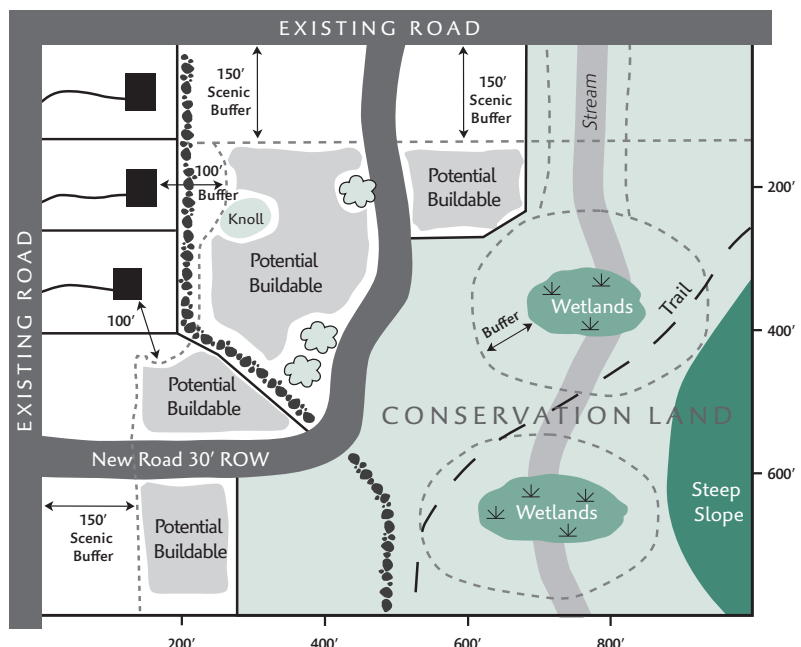 EXISTING ROAD
150′
Scenic
Buffer
150′
Scenic
Buffer
Stream
100′
Buffer
Potential
Buildable
200′
Knoll
Potential
Buildable
EXISTING ROAD
Wetlands
Trail
Buffer
100′
400′
Potential
Buildable
CONSERVATION LAND
New Road 30′ ROW
600′
Steep
Slope
150′
Scenic
Buffer
Potential
Buildable
Wetlands
200′
400′
600′
800′